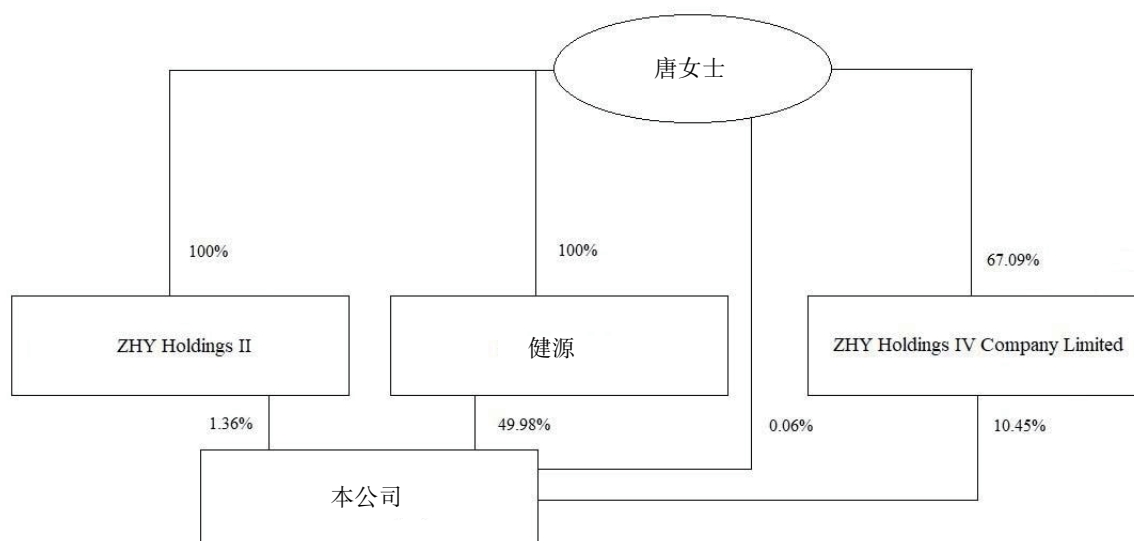 唐女士
100%
100%
67.09%
ZHY Holdings II
健源
ZHY Holdings IV Company Limited
1.36%
49.98%
0.06%
10.45%
本公司